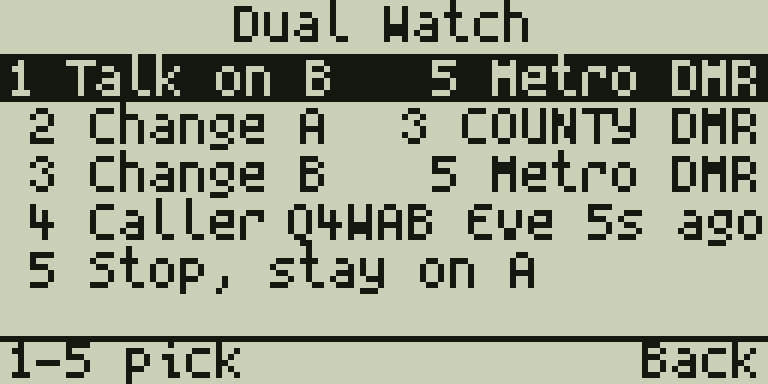 Dual Watch
1 Talk on B 5 Metro DMR
2 Change A 3 COUNTY DMR
3 Change B 5 Metro DMR
4 Caller Q4WAB Eve 5s ago
5 Stop, stay on A
1-5 pick Back